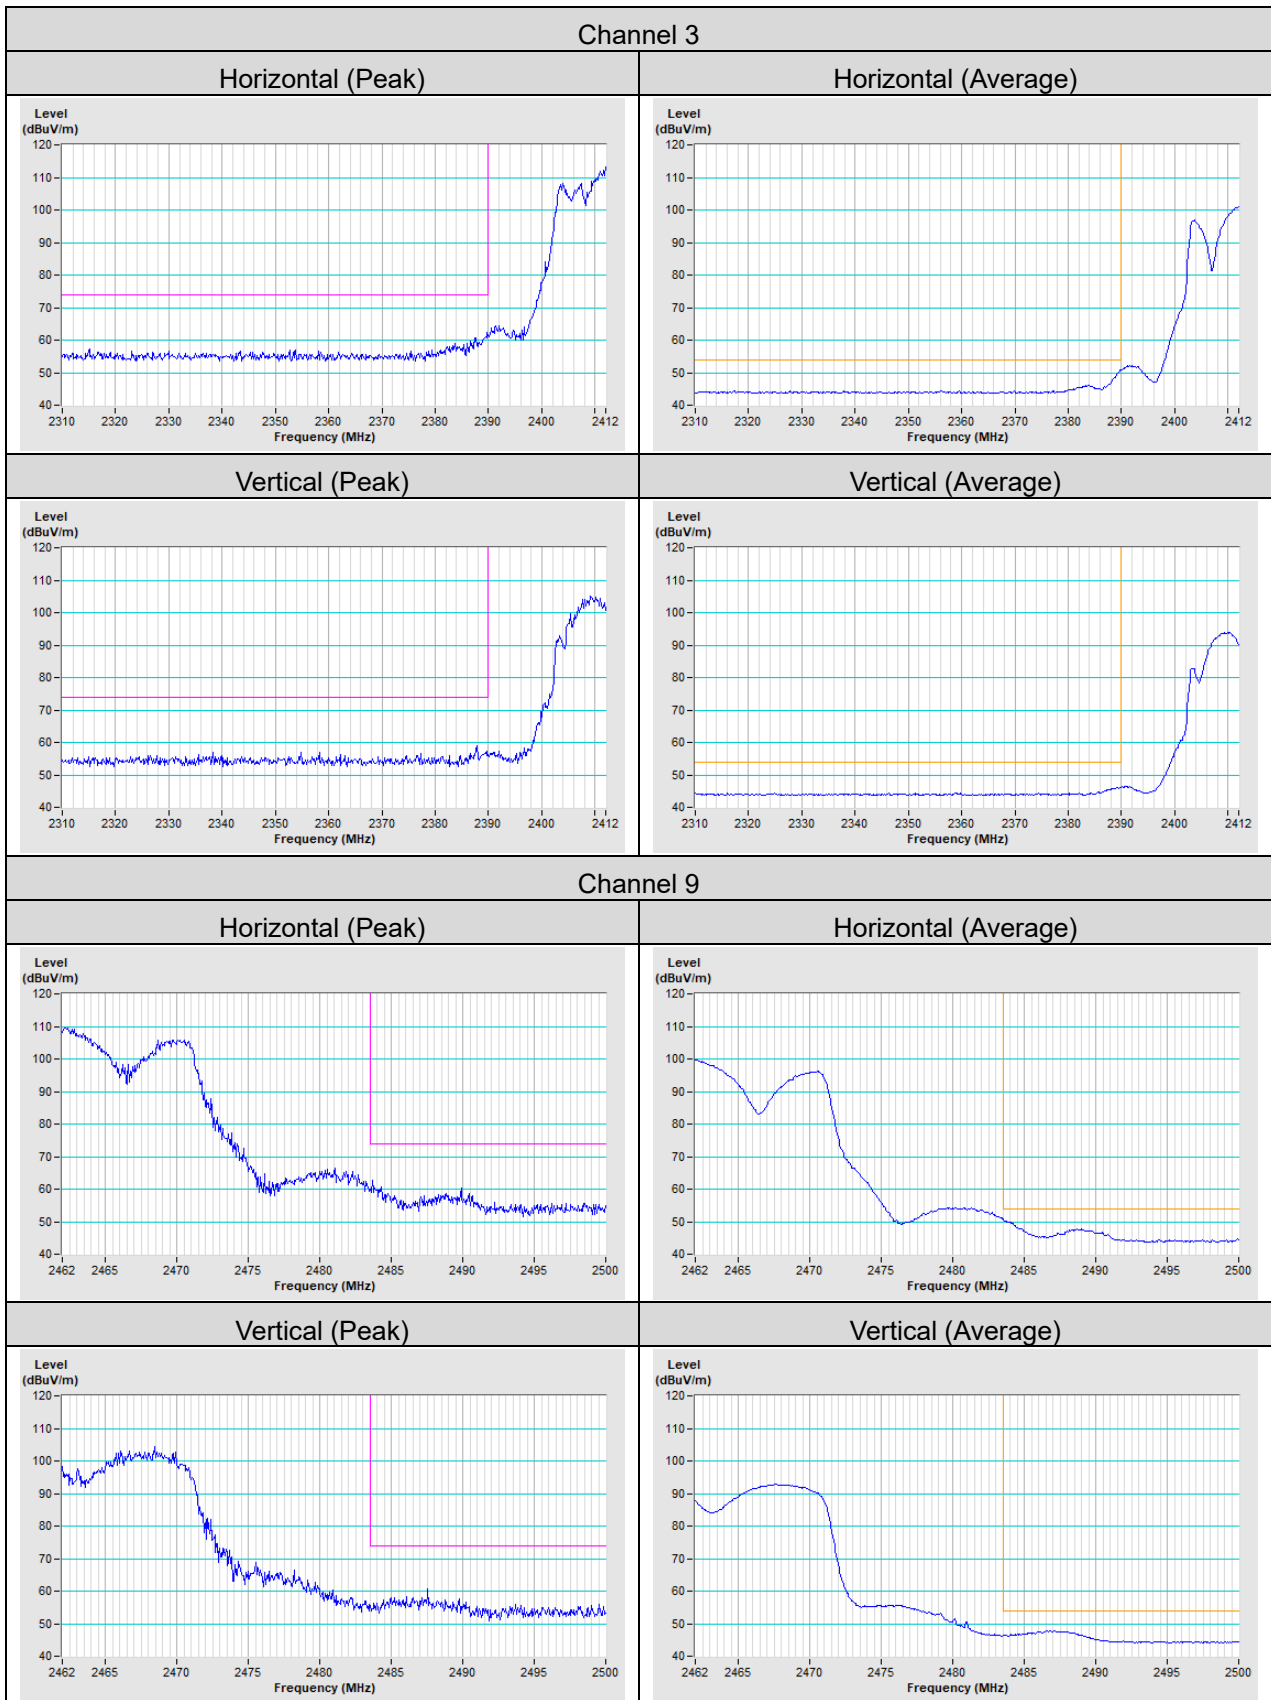 Channel 3
Horizontal (Peak)
Horizontal (Average)
Level
(dBuV/m)
120
110
100
90
80
70
60
50
40
2310 2320 2330 2340 2350 2360 2370 2380 2390 2400 2412
Frequency (MHz)
Level
(dBuV/m)
120
110
100
90
80
70
60
50
40
2310 2320 2330 2340 2350 2360 2370 2380 2390 2400 2412
Frequency (MHz)
Vertical (Peak)
Vertical (Average)
Level
(dBuV/m)
120
110
100
90
80
70
60
50
40
2310 2320 2330 2340 2350 2360 2370 2380 2390 2400 2412
Frequency (MHz)
Level
(dBuV/m)
120
110
100
90
80
70
60
50
40
2310 2320 2330 2340 2350 2360 2370 2380 2390 2400 2412
Frequency (MHz)
Channel 9
Horizontal (Peak)
Horizontal (Average)
Level
(dBuV/m)
120
110
100
90
80
70
60
50
40
2462 2465 2470 2475 2480 2485 2490 2495 2500
Frequency (MHz)
Level
(dBuV/m)
120
110
100
90
80
70
60
50
40
2462 2465 2470 2475 2480 2485 2490 2495 2500
Frequency (MHz)
Vertical (Peak)
Vertical (Average)
Level
(dBuV/m)
120
110
100
90
80
70
60
50
40
2462 2465 2470 2475 2480 2485 2490 2495 2500
Frequency (MHz)
Level
(dBuV/m)
120
110
100
90
80
70
60
50
40
2462 2465 2470 2475 2480 2485 2490 2495 2500
Frequency (MHz)